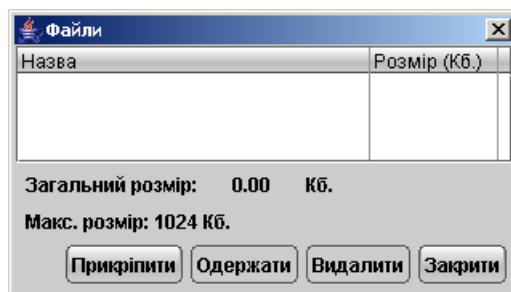 Файли
Назва Розмір (Кб.)
Загальний розмір: 0.00 Кб.
Макс. розмір: 1024 Кб.
Прикріпити Одержати Видалити Закрити